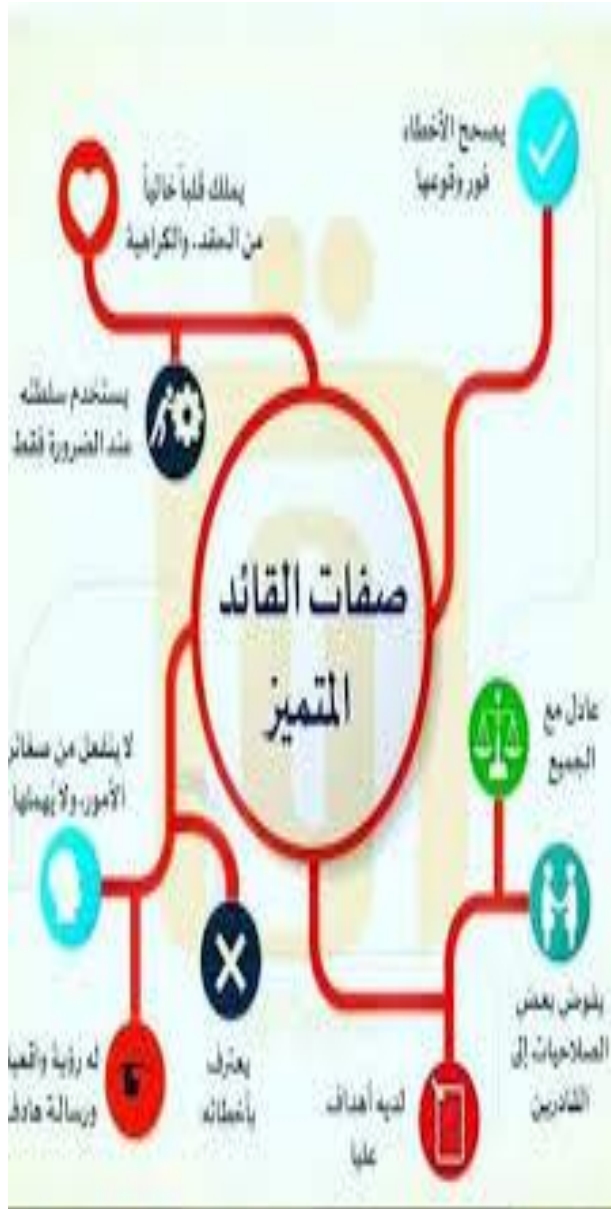 يصحح الأخطاء
فور وقوعها
يملك قلباً خالياً
من الحقد، والكراهية
يستخدم سلطته
عند الضرورة فقط
صفات القائد
المتميز
عادل مع
الجميع
لا ينفعل من صغائر
الأمور، ولا يهملها
يفوض بعض
الصلاحيات إلى
القادرين
يعترف
بأخطائه
له رؤية واقعية
ورسالة هادف
لديه أهداف
عليا